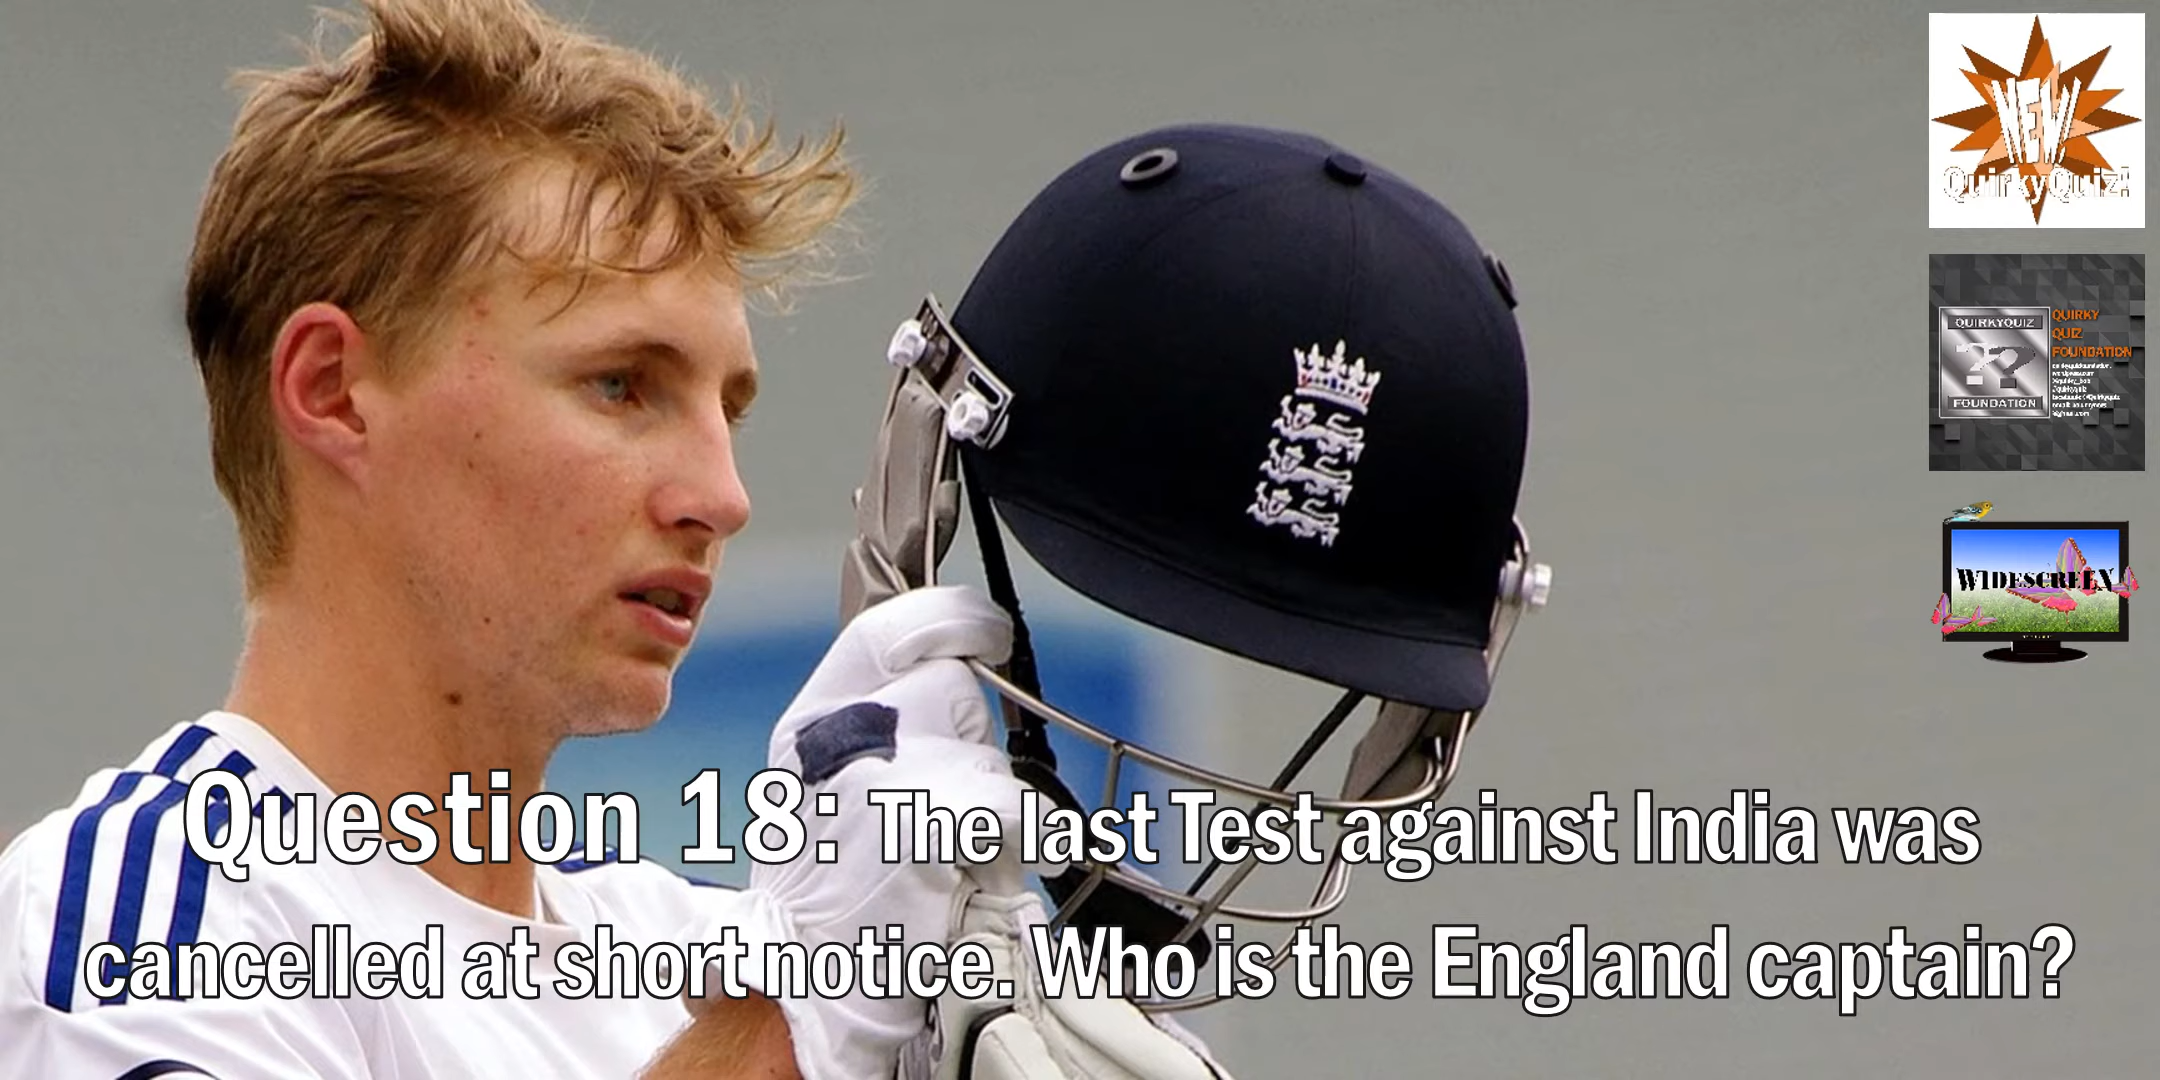 NEW!
QuirkyQuiz!
QUIRKYQUIZ
??
FOUNDATION
QUIRKY
QUIZ
FOUNDATION
WIDESCREEN
Question 18: The last Test against India was
cancelled at short notice. Who is the England captain?